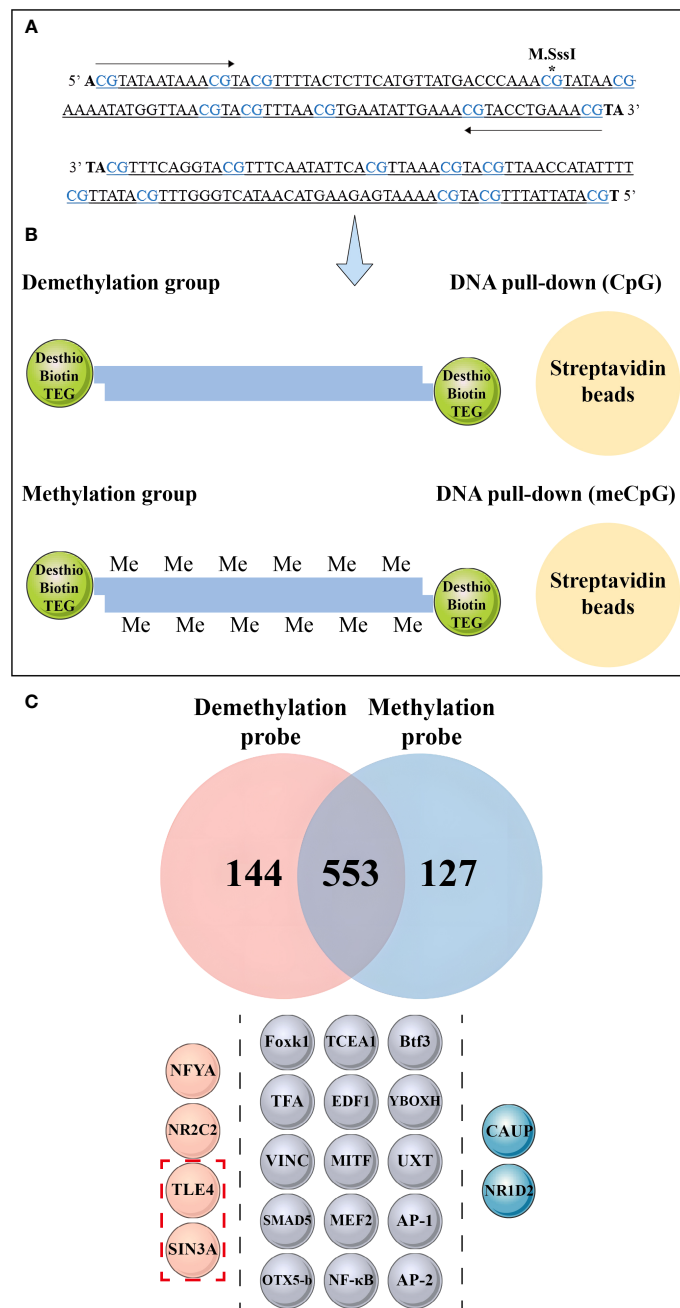 A
M.SssI
*
5’ ACGTATAATAAACGTACGTTTTACTCTTCATGTTATGACCCAAACGTATAACG-
AAAATATGGTTAACGTACGTTTAACGTGAATATTGAAACGTACCTGAAACGTA 3’
3’ TACGTTTCAGGTACGTTTCAATATTCACGTTAAACGTACGTTAACCATATTTT
CGTTATACGTTTGGGTCATAACATGAAGAGTAAAACGTACGTTTATTATACGT 5’
B
Demethylation group DNA pull-down (CpG)
Desthio
Biotin
TEG
Desthio
Biotin
TEG
Streptavidin
beads
Methylation group DNA pull-down (meCpG)
Me Me Me Me Me Me
Desthio
Biotin
TEG
Desthio
Biotin
TEG
Streptavidin
beads
Me Me Me Me Me Me
C
Demethylation
probe
Methylation
probe
144 553 127
Foxk1 TCEA1 Btf3
NFYA
TFA EDF1 YBOXH
NR2C2 CAUP
VINC MITF UXT
TLE4 NR1D2
SMAD5 MEF2 AP-1
SIN3A
OTX5-b NF-κB AP-2